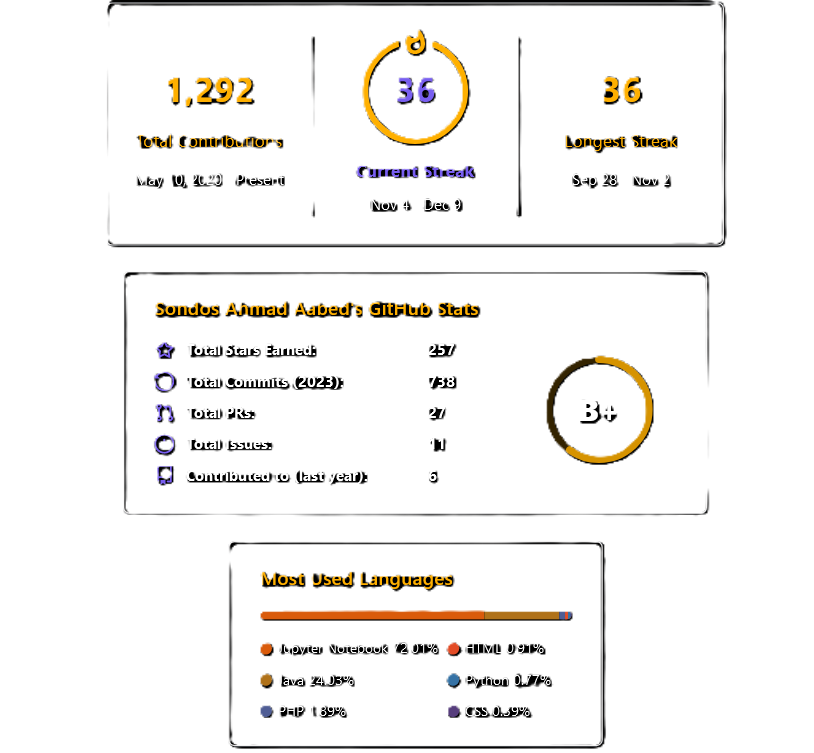 1,292
Total Contributions
May 10, 2020 Present
36
Current Streak
Nov 4 Dec 9
36
Longest Streak
Sep 28 Nov 2
Sondos Ahmad Aabed's GitHub Stats
Total Stars Earned: 257
Total Commits (2023): 738
Total PRs: 27
Total Issues: 11
Contributed to (last year): 6
B+
Most Used Languages
Jupyter Notebook 72.01% HTML 0.91%
Java 24.03% Python 0.77%
PHP 1.89% CSS 0.39%